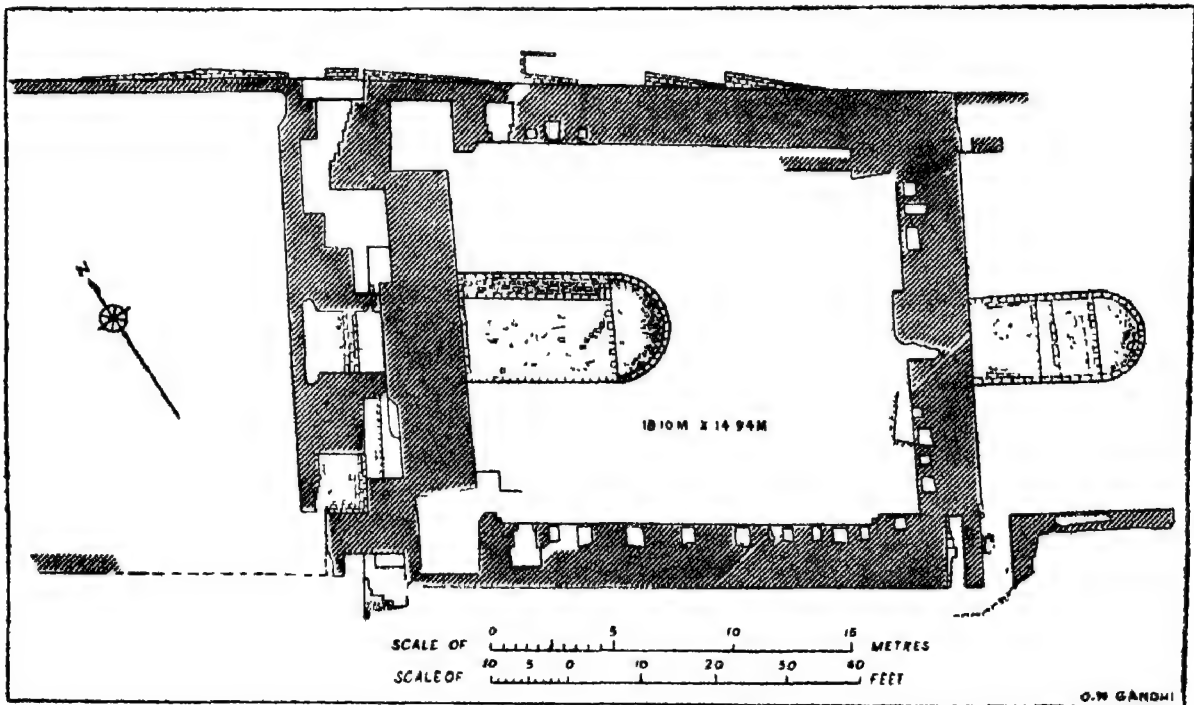 N
18 10M X 14 94M
0 5 10 15
SCALE OF METRES
10 5 0 10 20 30 40
SCALE OF FEET
O.W GANDHI